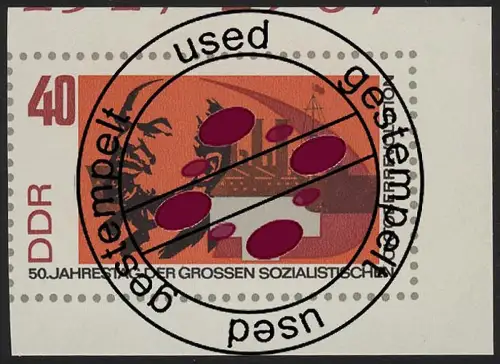 used
gestempelt
gestempelt
used
40
DDR
50. JAHRESTAG DER GROSSEN SOZIALISTISCHEN